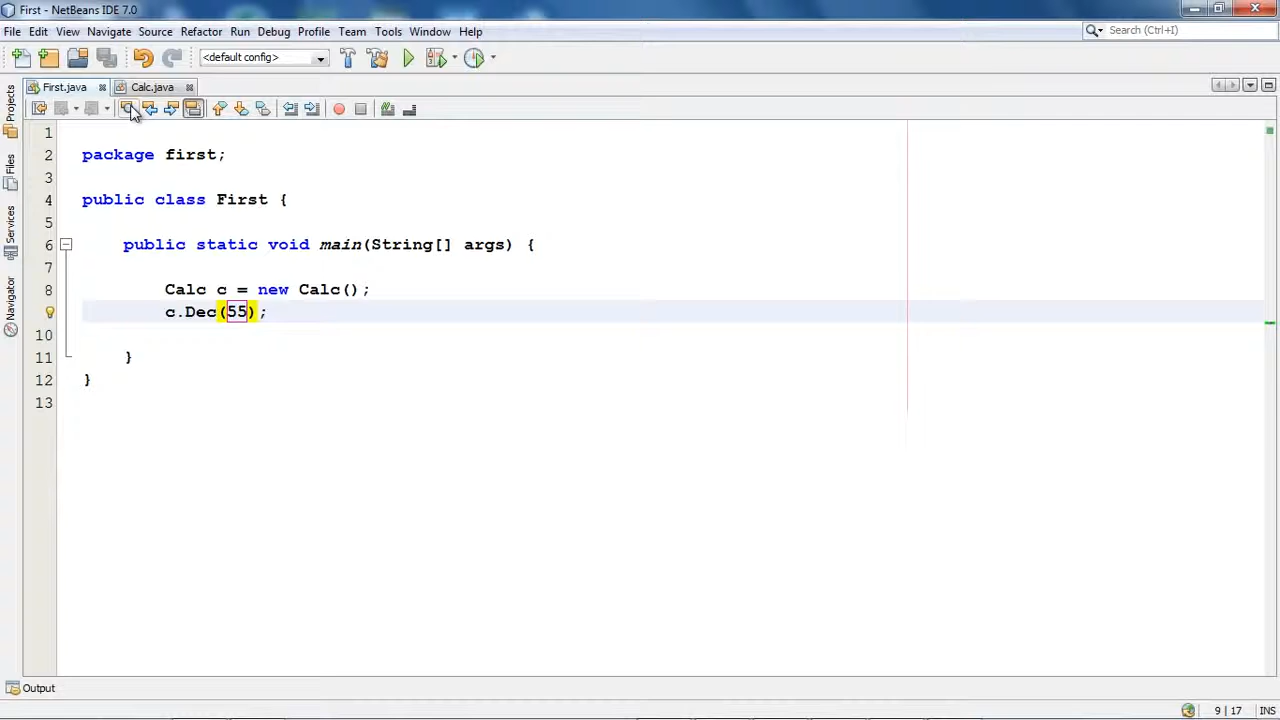 First - NetBeans IDE 7.0
File Edit View Navigate Source Refactor Run Debug Profile Team Tools Window Help
Search (Ctrl+I)
<default config>
First.java Calc.java
Projects
Files
Services
Navigator
1
2 package first;
3
4 public class First {
5
6 public static void main(String[] args) {
7
8 Calc c = new Calc();
c.Dec(55);
10
11 }
12 }
13
Output
9 | 17 INS